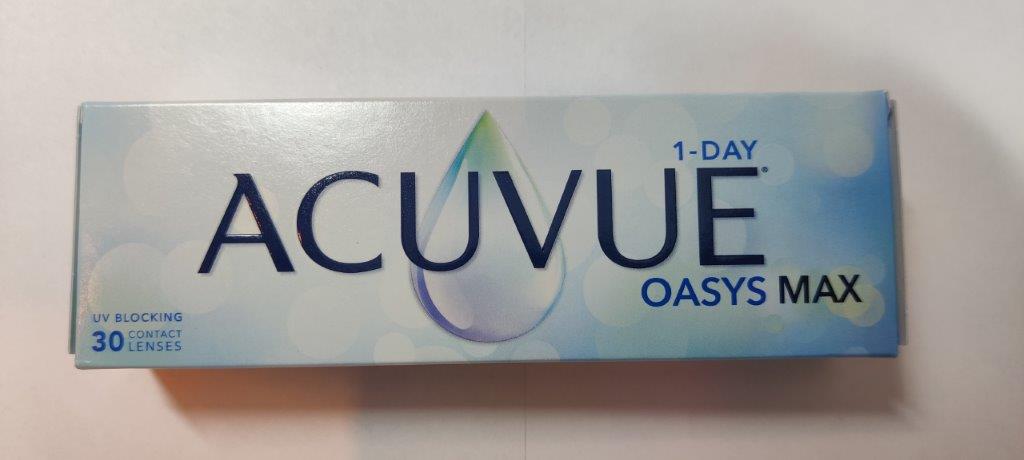 1-DAY
ACUVUE®
OASYS MAX
UV BLOCKING
30 CONTACT
LENSES